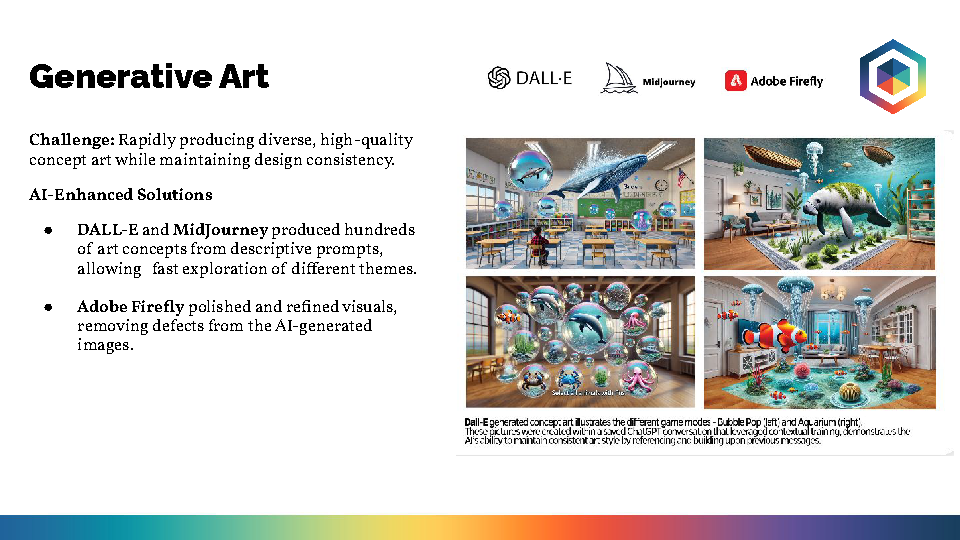 Generative Art
DALL·E
Midjourney
Adobe Firefly
Challenge: Rapidly producing diverse, high-quality
concept art while maintaining design consistency.
AI-Enhanced Solutions
● DALL-E and MidJourney produced hundreds
of art concepts from descriptive prompts,
allowing fast exploration of different themes.
● Adobe Firefly polished and refined visuals,
removing defects from the AI-generated
images.
Dall-E generated concept art illustrates the different game modes - Bubble Pop (left) and Aquarium (right).
These pictures were created within a saved ChatGPT conversation that leveraged contextual training, demonstrates the
AI's ability to maintain consistent art style by referencing and building upon previous messages.